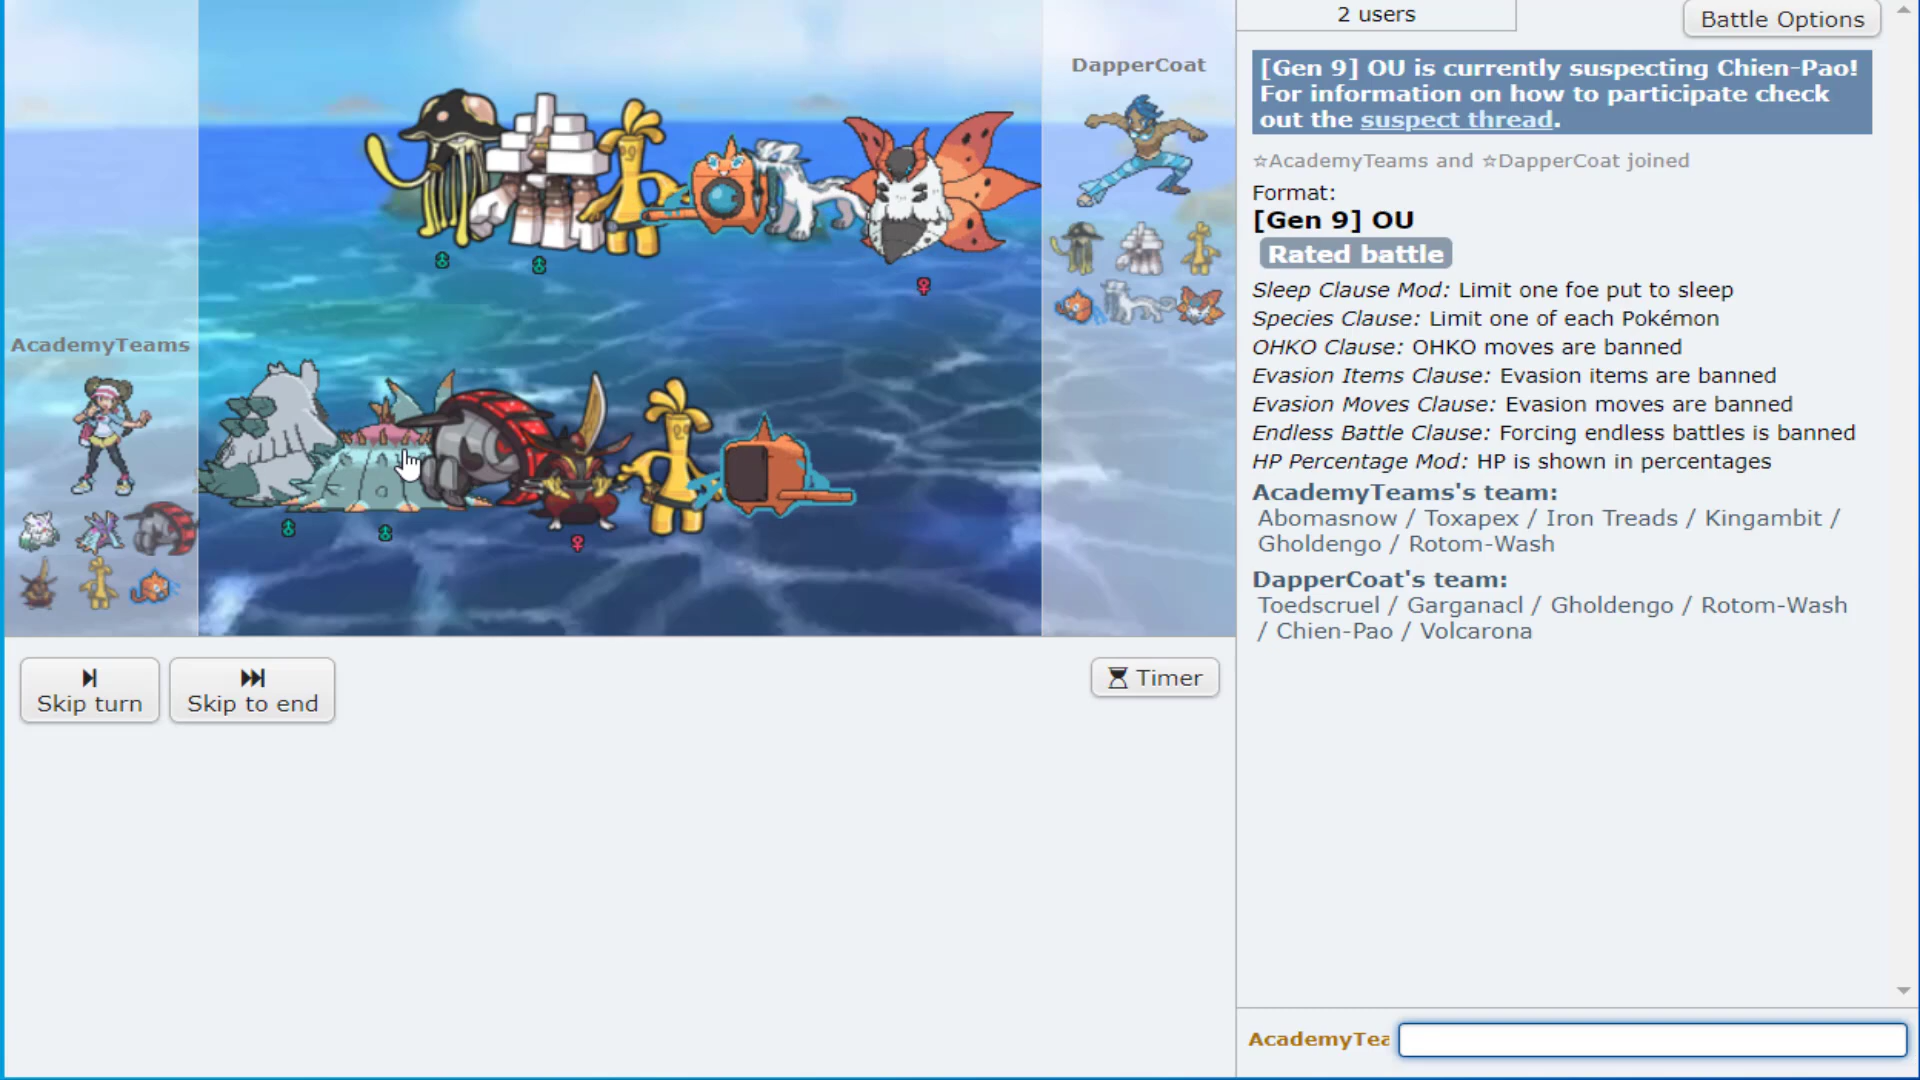 2 users
Battle Options
DapperCoat
[Gen 9] OU is currently suspecting Chien-Pao!
For information on how to participate check
out the suspect thread.
☆AcademyTeams and ☆DapperCoat joined
Format:
[Gen 9] OU
Rated battle
Sleep Clause Mod: Limit one foe put to sleep
Species Clause: Limit one of each Pokémon
OHKO Clause: OHKO moves are banned
Evasion Items Clause: Evasion items are banned
Evasion Moves Clause: Evasion moves are banned
Endless Battle Clause: Forcing endless battles is banned
HP Percentage Mod: HP is shown in percentages
AcademyTeams's team:
Abomasnow / Toxapex / Iron Treads / Kingambit /
Gholdengo / Rotom-Wash
DapperCoat's team:
Toedscruel / Garganacl / Gholdengo / Rotom-Wash
/ Chien-Pao / Volcarona
AcademyTeams
Skip turn
Skip to end
Timer
AcademyTea